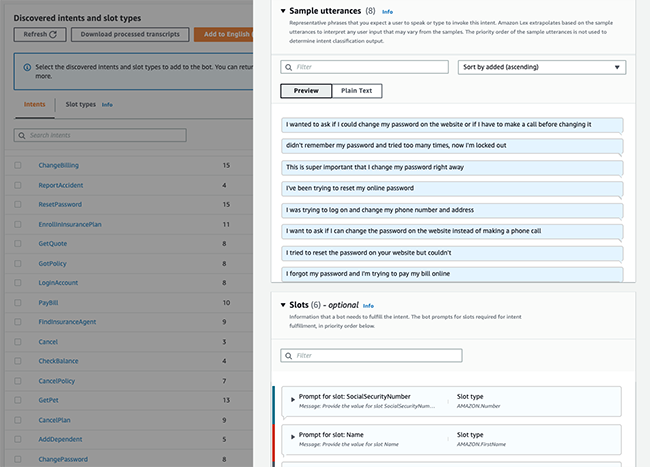 Discovered intents and slot types
Refresh
Download processed transcripts
Add to English (
Select the discovered intents and slot types to add to the bot. You can retur
more.
Intents
Slot types Info
Search intents
ChangeBilling 15
ReportAccident 4
ResetPassword 15
EnrollInInsurancePlan 11
GetQuote 8
GotPolicy 8
LoginAccount 8
PayBill 10
FindInsuranceAgent 9
Cancel 3
CheckBalance 4
CancelPolicy 7
GetPet 13
CancelPlan 9
AddDependent 5
ChangePassword 8
Sample utterances (8) Info
Representative phrases that you expect a user to speak or type to invoke this intent. Amazon Lex extrapolates based on the sample
utterances to interpret any user input that may vary from the samples. The priority order of the sample utterances is not used to
determine intent classification output.
Filter
Sort by added (ascending)
Preview
Plain Text
I wanted to ask if I could change my password on the website or if I have to make a call before changing it
didn't remember my password and tried too many times, now I'm locked out
This is super important that I change my password right away
I've been trying to reset my online password
I was trying to log on and change my phone number and address
I want to ask if I can change the password on the website instead of making a phone call
I tried to reset the password on your website but couldn't
I forgot my password and I'm trying to pay my bill online
Slots (6) - optional Info
Information that a bot needs to fulfill the intent. The bot prompts for slots required for intent
fulfillment, in priority order below.
Filter
Prompt for slot: SocialSecurityNumber
Message: Provide the value for slot SocialSecurityNum...
Slot type
AMAZON.Number
Prompt for slot: Name
Message: Provide the value for slot Name
Slot type
AMAZON.FirstName